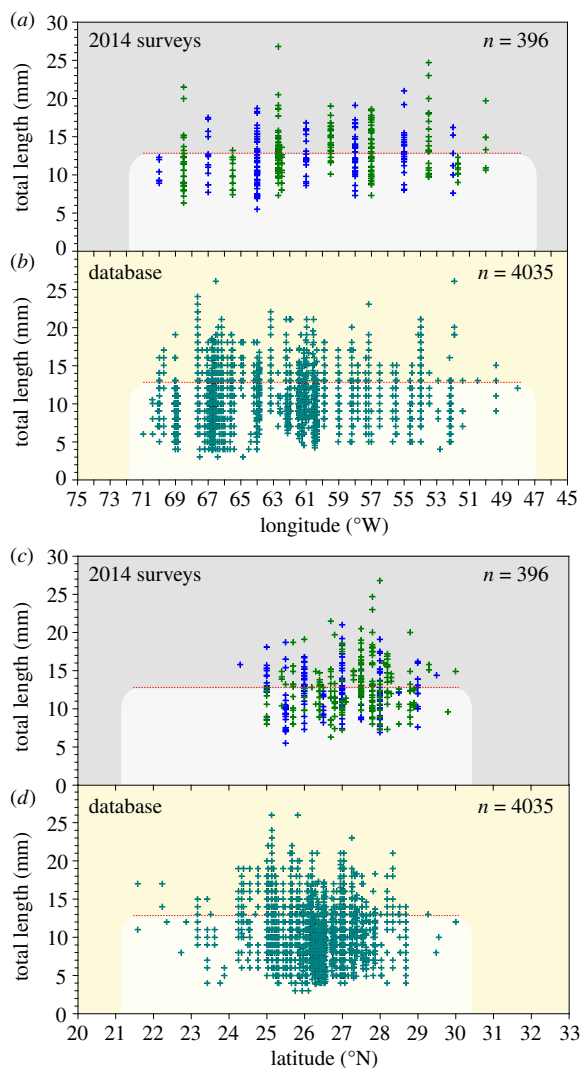 (a)
2014 surveys
n = 396
total length (mm)
30
25
20
15
10
5
0
(b)
database
n = 4035
total length (mm)
25
20
15
10
5
0
75 73 71 69 67 65 63 61 59 57 55 53 51 49 47 45
longitude (°W)
(c)
2014 surveys
n = 396
total length (mm)
30
25
20
15
10
5
0
(d)
database
n = 4035
total length (mm)
25
20
15
10
5
0
20 21 22 23 24 25 26 27 28 29 30 31 32 33
latitude (°N)